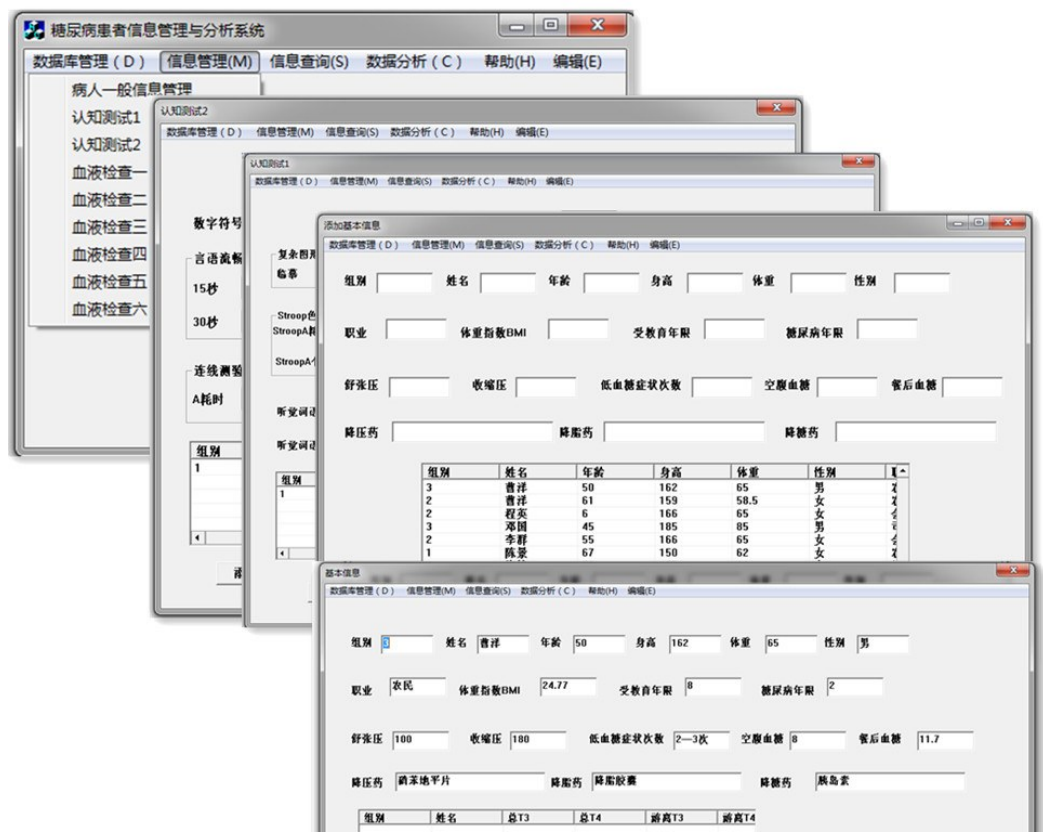 糖尿病患者信息管理与分析系统
数据库管理(D) 信息管理(M) 信息查询(S) 数据分析(C) 帮助(H) 编辑(E)
病人一般信息管理
认知测试1
认知测试2
血液检查一
血液检查二
血液检查三
血液检查四
血液检查五
血液检查六
认知测试2
数据库管理(D) 信息管理(M) 信息查询(S) 数据分析(C) 帮助(H) 编辑(E)
数字符号
言语流畅
15秒
30秒
连线测验
A耗时
组别
1
认知测试1
数据库管理(D) 信息管理(M) 信息查询(S) 数据分析(C) 帮助(H) 编辑(E)
复杂图形
临摹
Stroop色
StroopA耗
StroopA
听觉词语
听觉词语
组别
1
添加基本信息
数据库管理(D) 信息管理(M) 信息查询(S) 数据分析(C) 帮助(H) 编辑(E)
组别 姓名 年龄 身高 体重 性别
职业 体重指数BMI 受教育年限 糖尿病年限
舒张压 收缩压 低血糖症状次数 空腹血糖 餐后血糖
降压药 降脂药 降糖药
组别 姓名 年龄 身高 体重 性别
3 曹洋 50 162 65 男
2 曹洋 61 159 58.5 女
2 程英 6 166 65 女
3 邓国 45 185 85 男
2 李群 55 166 65 女
1 陈景 67 150 62 女
基本信息
数据库管理(D) 信息管理(M) 信息查询(S) 数据分析(C) 帮助(H) 编辑(E)
组别 3 姓名 曹洋 年龄 50 身高 162 体重 65 性别 男
职业 农民 体重指数BMI 24.77 受教育年限 8 糖尿病年限 2
舒张压 100 收缩压 180 低血糖症状次数 2—3次 空腹血糖 8 餐后血糖 11.7
降压药 硝苯地平片 降脂药 降脂胶囊 降糖药 胰岛素
组别 姓名 总T3 总T4 游离T3 游离T4